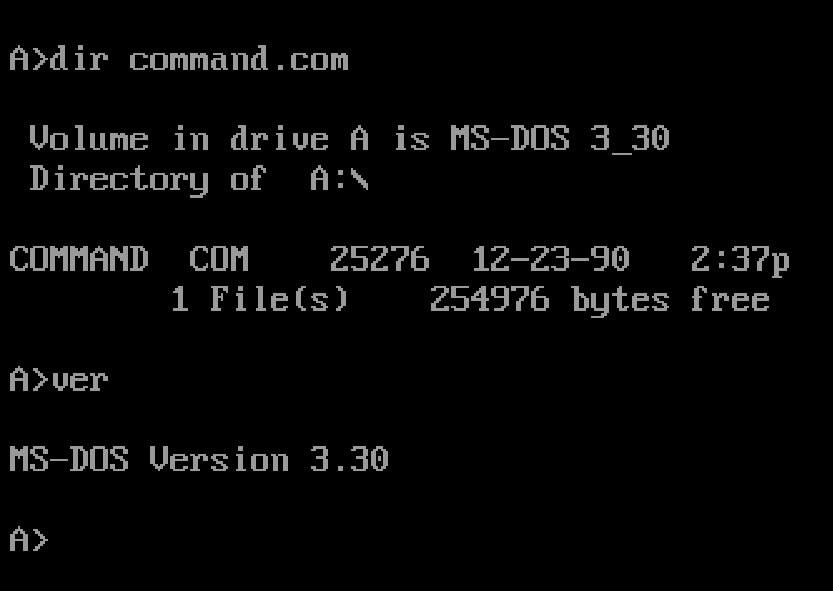 A>dir command.com
 Volume in drive A is MS-DOS 3_30
 Directory of  A:\
COMMAND  COM    25276  12-23-90   2:37p
        1 File(s)    254976 bytes free
A>ver
MS-DOS Version 3.30
A>